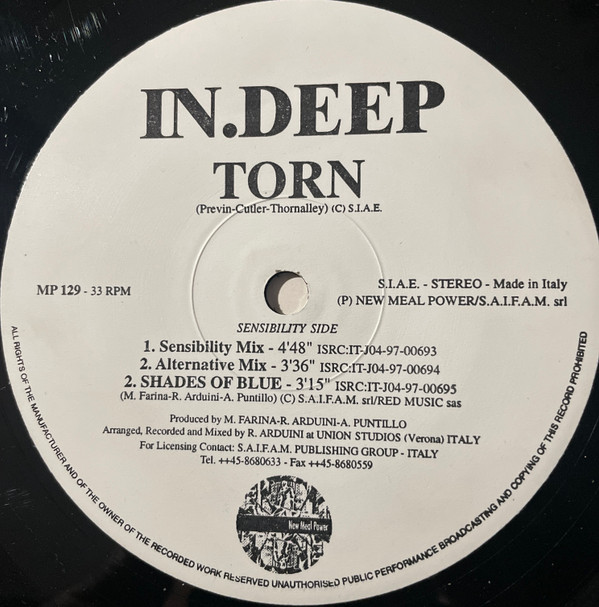 IN.DEEP
TORN
(Previn-Cutler-Thornalley) (C) S.I.A.E.
MP 129 - 33 RPM
S.I.A.E. - STEREO - Made in Italy
(P) NEW MEAL POWER/S.A.I.F.A.M. srl
SENSIBILITY SIDE
1. Sensibility Mix - 4'48" ISRC:IT-J04-97-00693
2. Alternative Mix - 3'36" ISRC:IT-J04-97-00694
2. SHADES OF BLUE - 3'15" ISRC:IT-J04-97-00695
(M. Farina-R. Arduini-A. Puntillo) (C) S.A.I.F.A.M. srl/RED MUSIC sas
Produced by M. FARINA-R. ARDUINI-A. PUNTILLO
Arranged, Recorded and Mixed by R. ARDUINI at UNION STUDIOS (Verona) ITALY
For Licensing Contact: S.A.I.F.A.M. PUBLISHING GROUP - ITALY
Tel. ++45-8680633 - Fax ++45-8680559
New Meal Power
ALL RIGHTS OF THE MANUFACTURER AND OF THE OWNER OF THE RECORDED WORK RESERVED UNAUTHORISED PUBLIC PERFORMANCE BROADCASTING AND COPYING OF THIS RECORD PROHIBITED